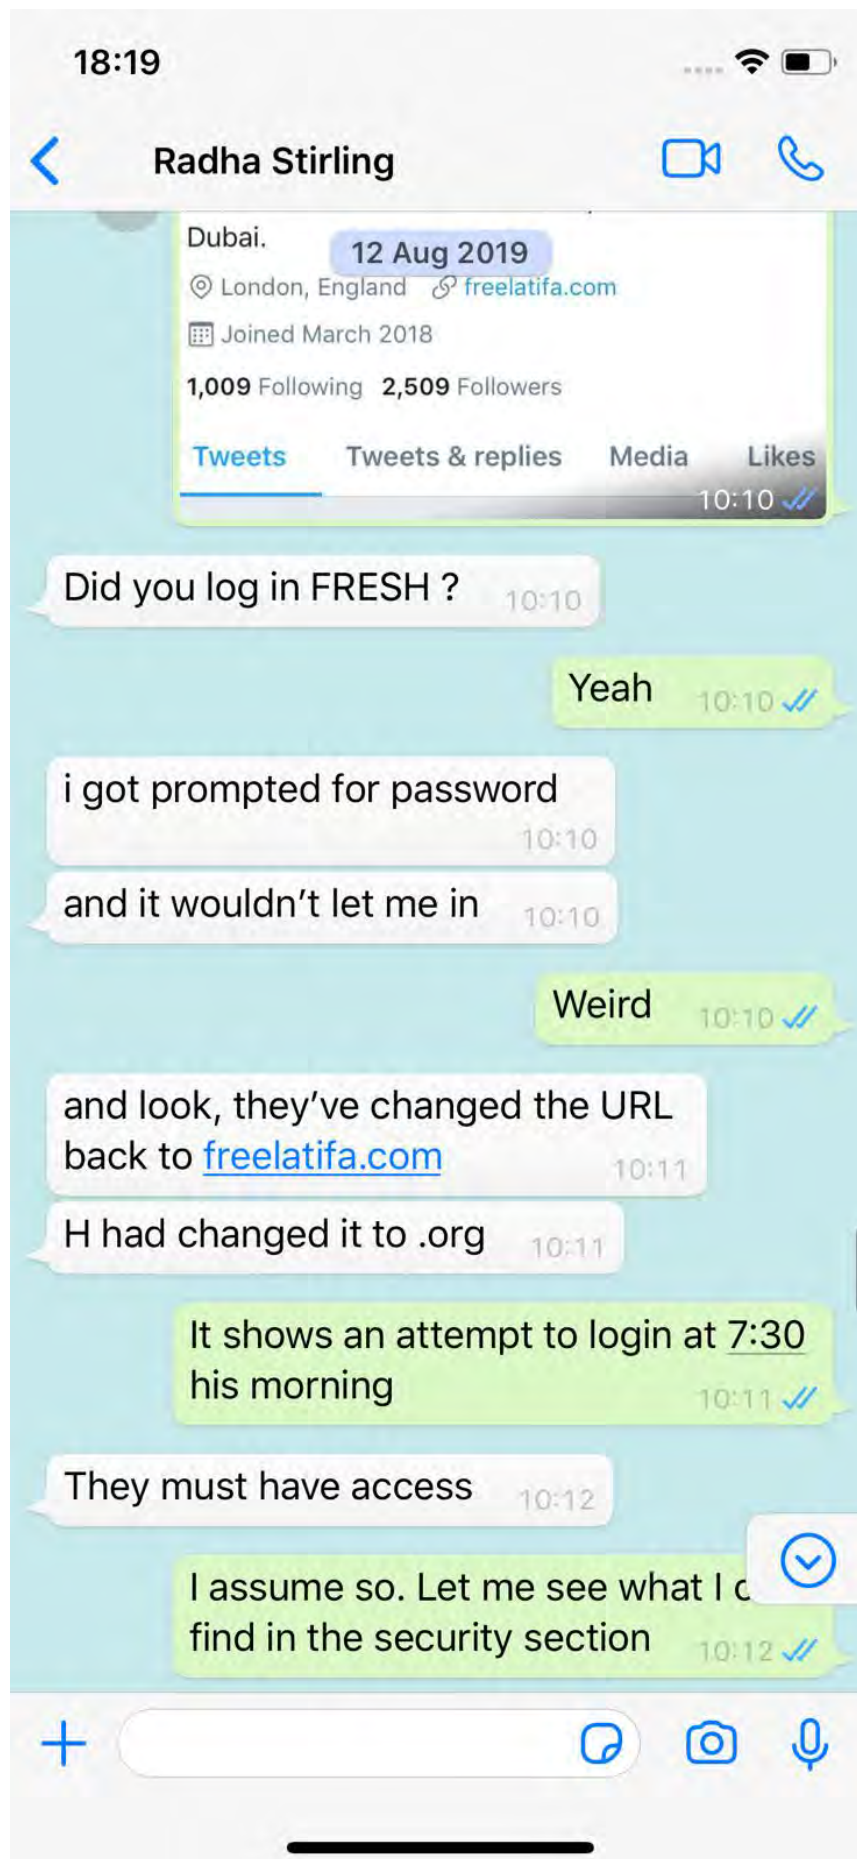 18:19
Radha Stirling
Dubai.
12 Aug 2019
London, England freelatifa.com
Joined March 2018
1,009 Following 2,509 Followers
Tweets Tweets & replies Media Likes
10:10
Did you log in FRESH ? 10:10
Yeah 10:10
i got prompted for password
10:10
and it wouldn't let me in 10:10
Weird 10:10
and look, they've changed the URL
back to freelatifa.com 10:11
H had changed it to .org 10:11
It shows an attempt to login at 7:30
his morning 10:11
They must have access 10:12
I assume so. Let me see what I
find in the security section 10:12